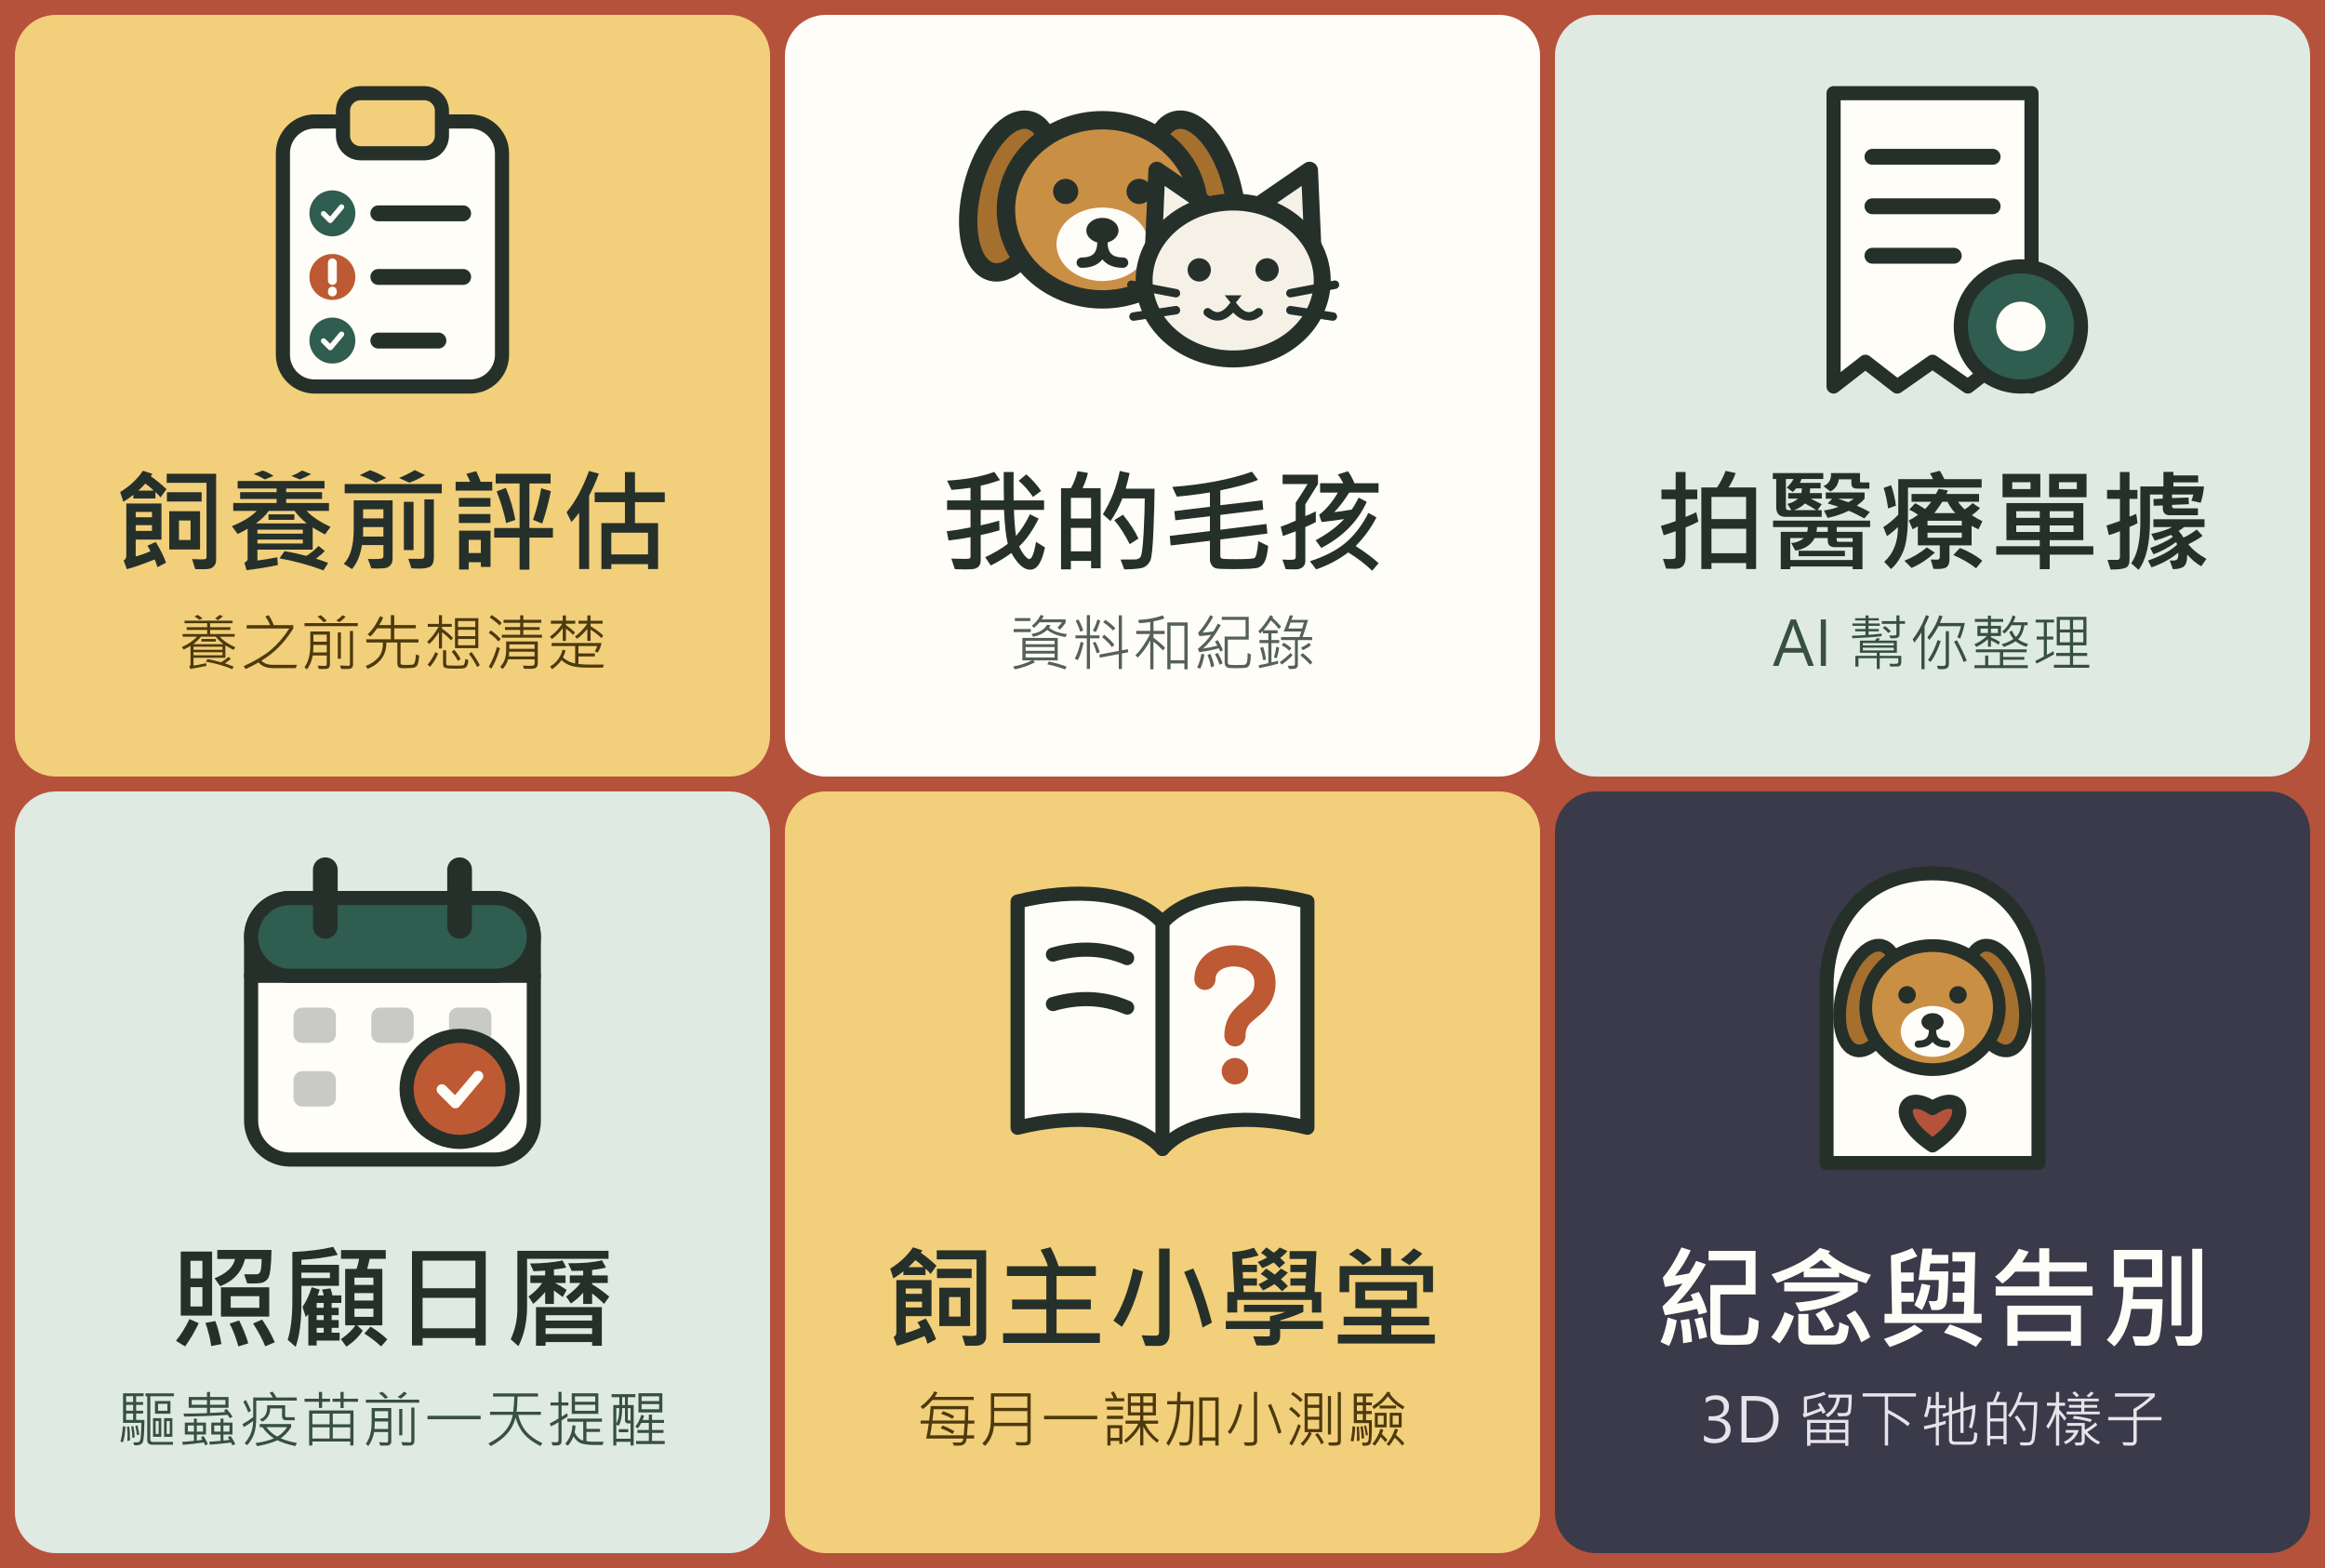 飼養前評估
養之前先想清楚
我的毛孩
資料和紀錄
拍醫療單據
AI 幫你整理
照顧日曆
驅蟲疫苗前一天提醒
飼主小學堂
每月一課加小測驗
紀念與告別
3D 留下牠的樣子